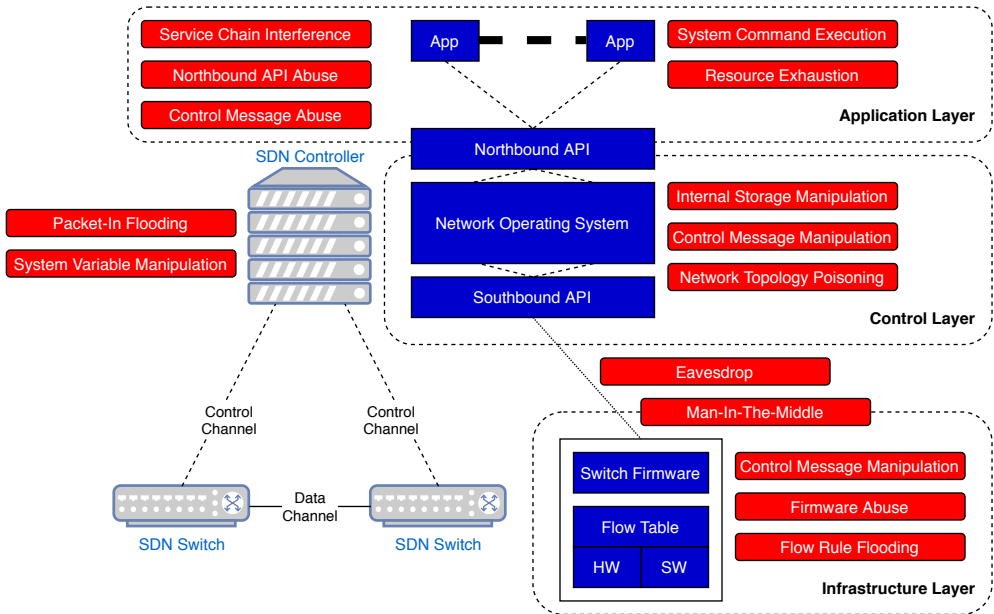 Service Chain Interference
App
App
System Command Execution
Northbound API Abuse
Resource Exhaustion
Control Message Abuse
Application Layer
SDN Controller
Northbound API
Internal Storage Manipulation
Packet-In Flooding
Network Operating System
Control Message Manipulation
System Variable Manipulation
Network Topology Poisoning
Southbound API
Control Layer
Eavesdrop
Man-In-The-Middle
Control
Channel
Control
Channel
Switch Firmware
Control Message Manipulation
Data
Channel
Firmware Abuse
Flow Table
SDN Switch
SDN Switch
Flow Rule Flooding
HW
SW
Infrastructure Layer